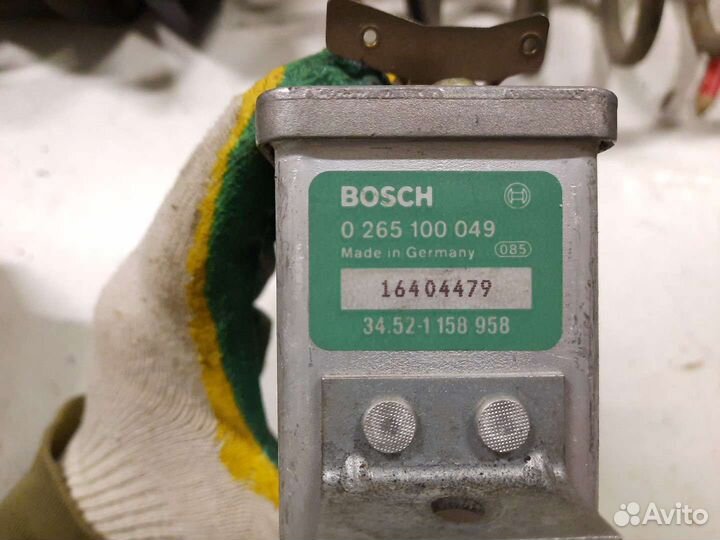 BOSCH
0 265 100 049
Made in Germany 085
16404479
34.52-1 158 958
Avito